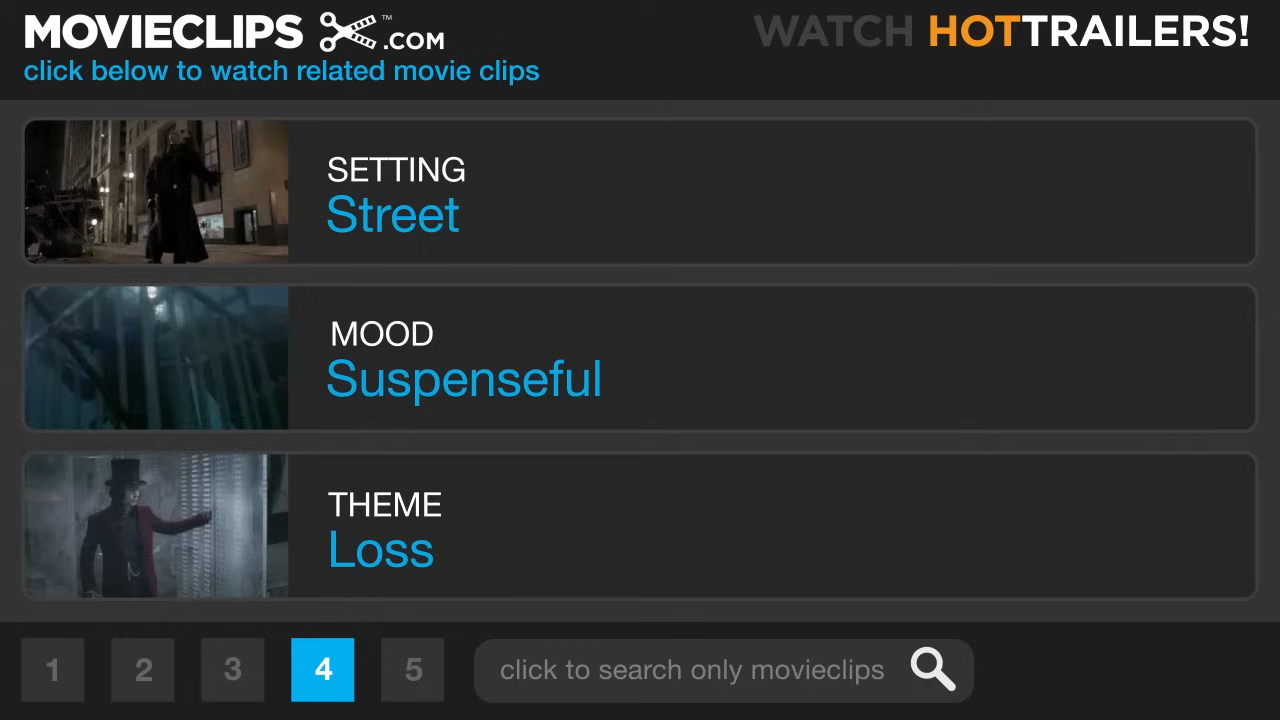 MOVIECLIPS ™ .COM
WATCH HOTTRAILERS!
click below to watch related movie clips
SETTING
Street
MOOD
Suspenseful
THEME
Loss
1 2 3 4 5
click to search only movieclips